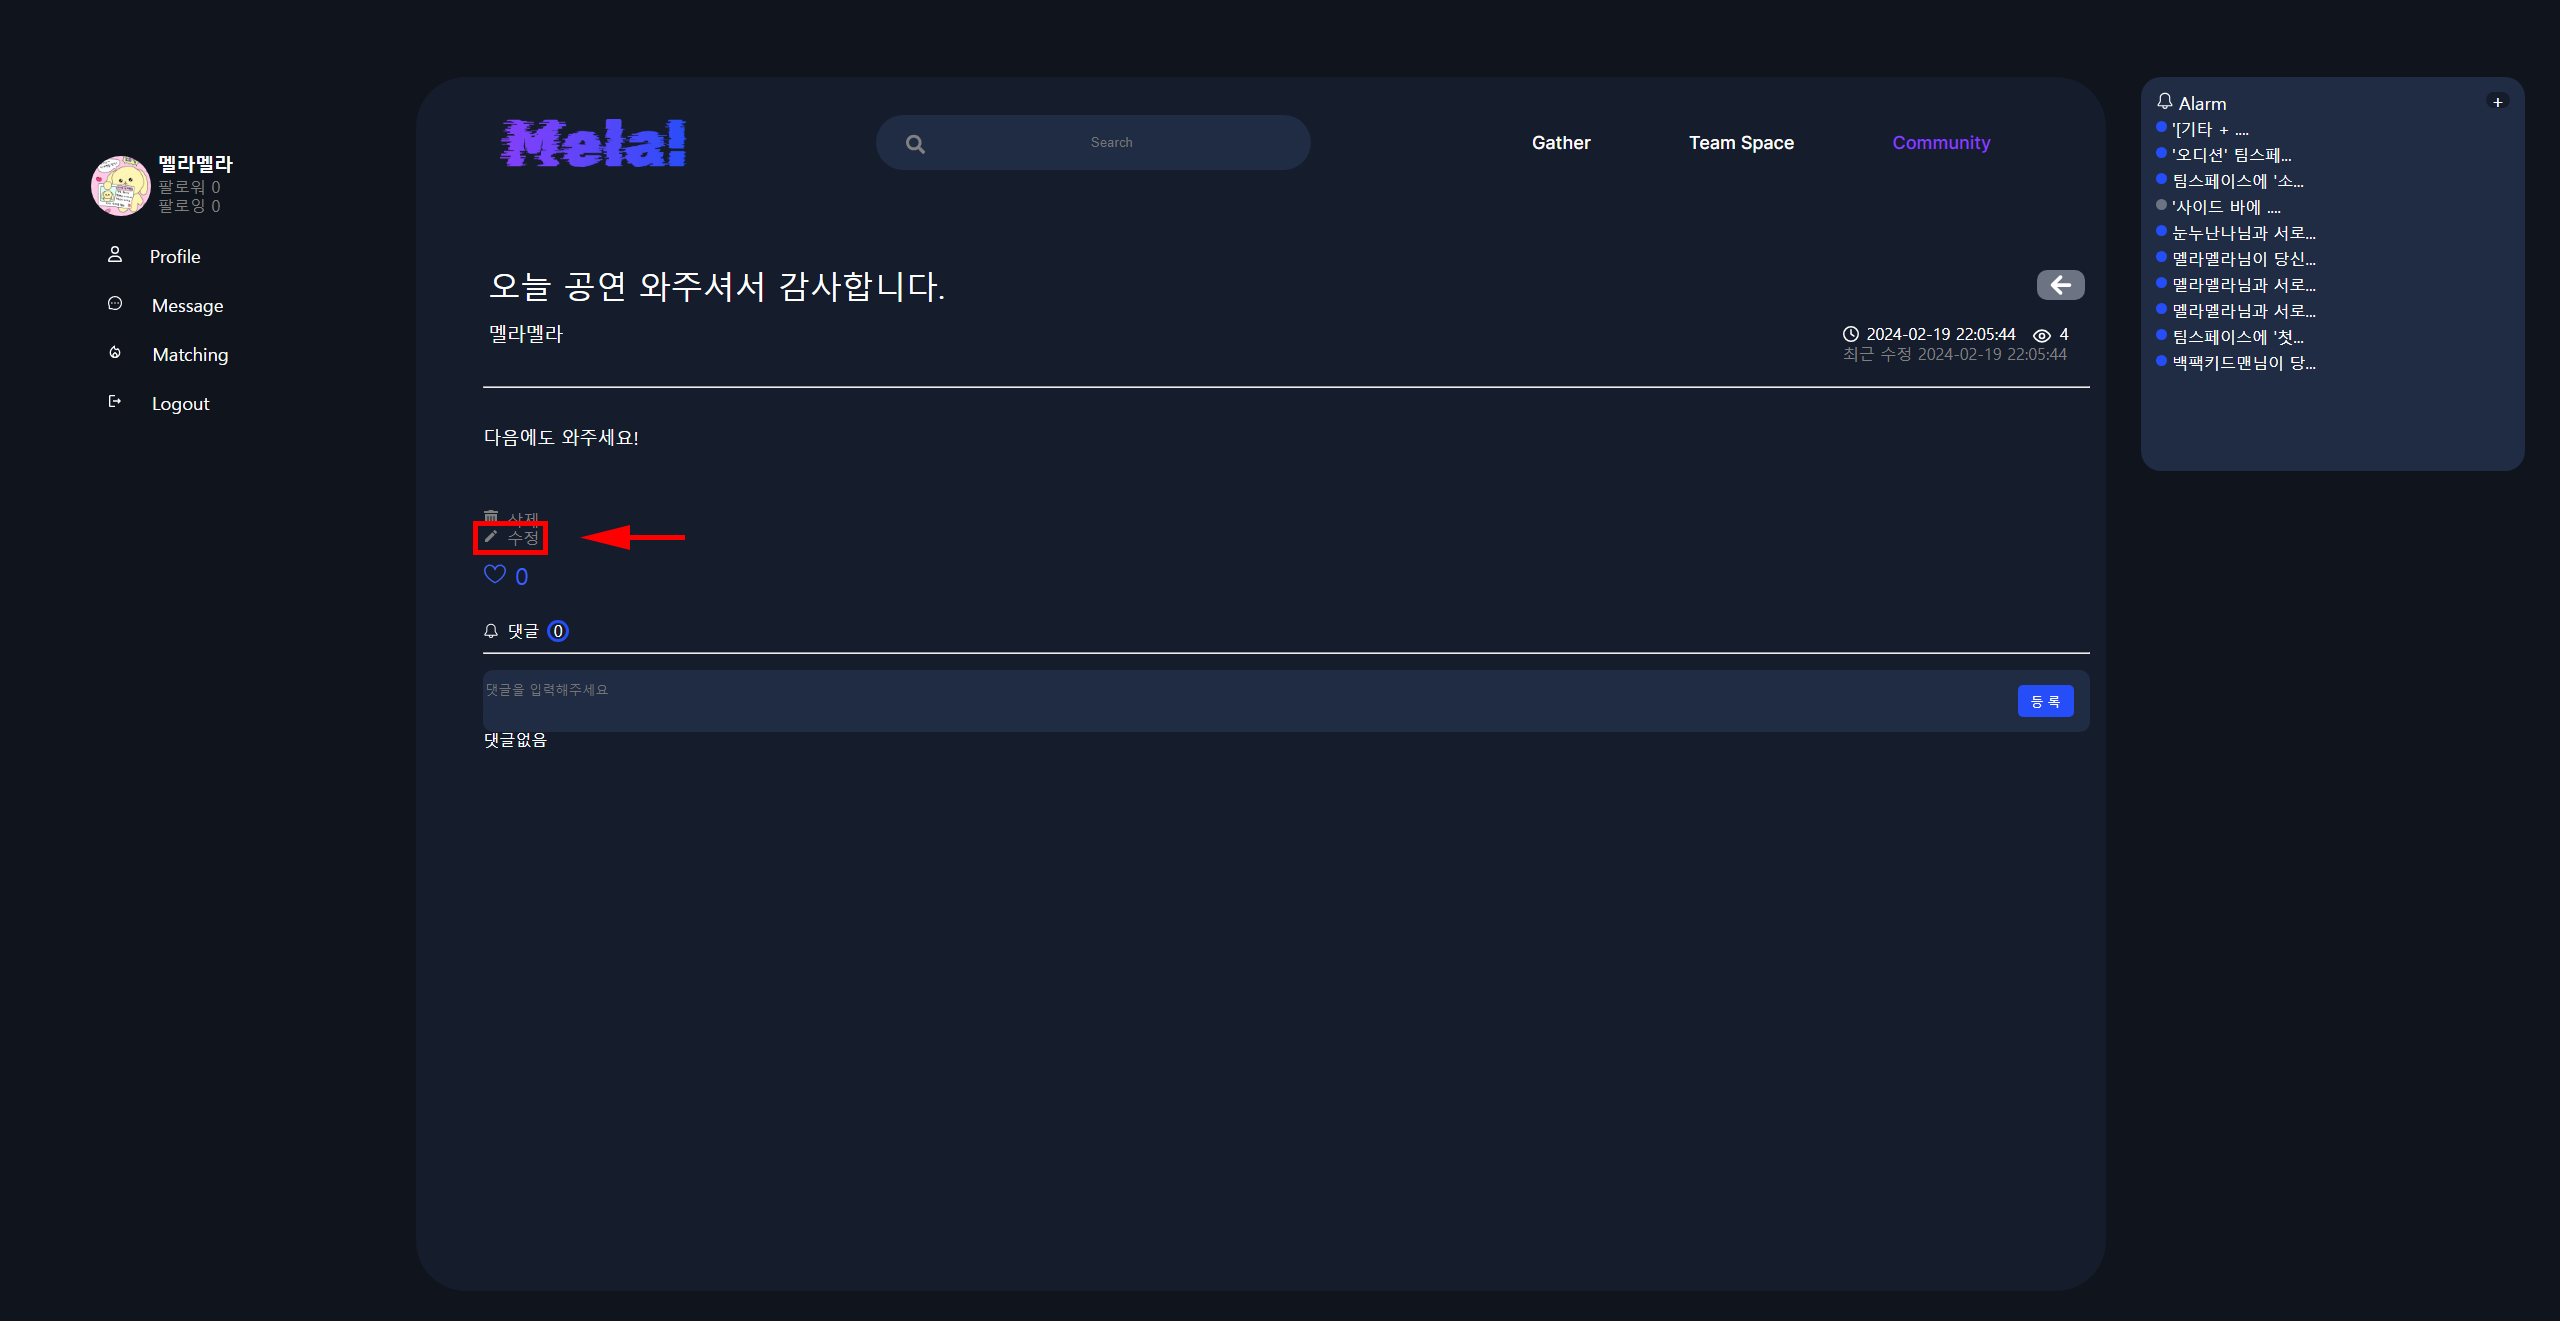 멜라멜라
팔로워 0
팔로잉 0
Profile
Message
Matching
Logout
Mela!
Search
Gather
Team Space
Community
오늘 공연 와주셔서 감사합니다.
멜라멜라
2024-02-19 22:05:44 4
최근 수정 2024-02-19 22:05:44
다음에도 와주세요!
삭제
수정
0
댓글 0
댓글을 입력해주세요
등 록
댓글없음
Alarm +
'[기타 + ....
'오디션' 팀스페...
팀스페이스에 '소...
'사이드 바에 ....
눈누난나님과 서로...
멜라멜라님이 당신...
멜라멜라님과 서로...
멜라멜라님과 서로...
팀스페이스에 '첫...
백팩키드맨님이 당...